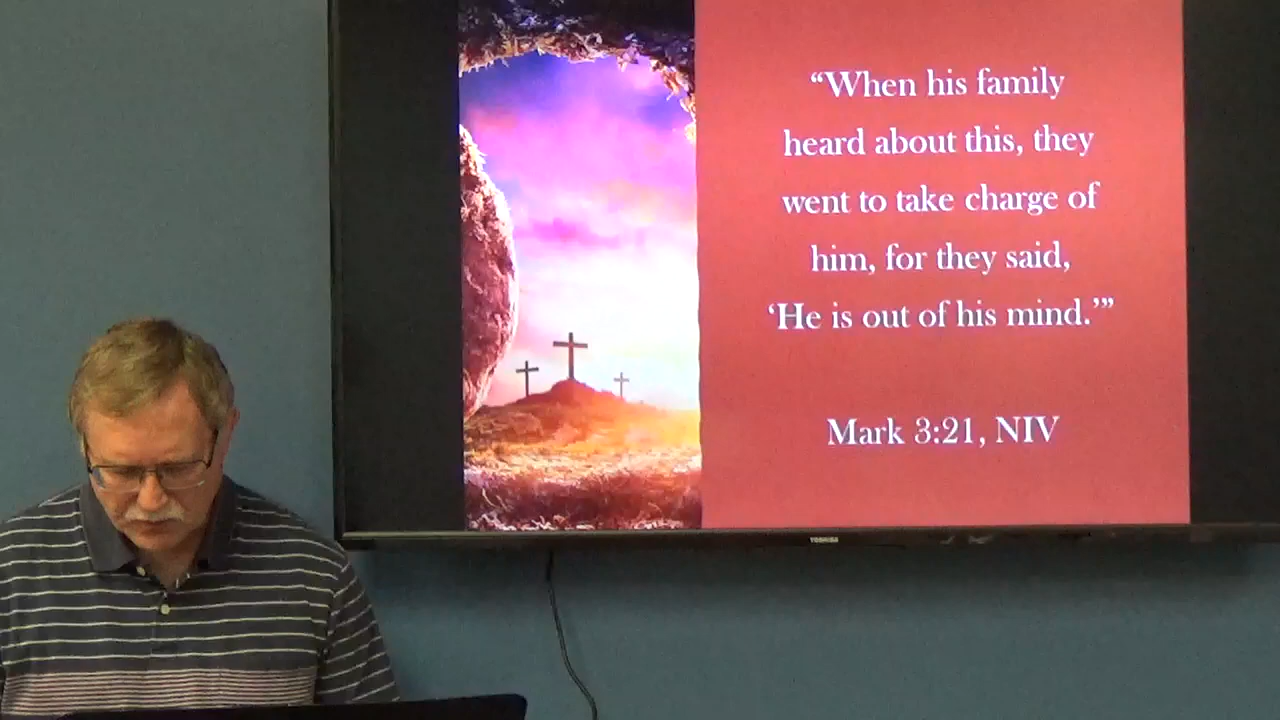 “When his family
heard about this, they
went to take charge of
him, for they said,
‘He is out of his mind.’”
Mark 3:21, NIV
TOSHIBA